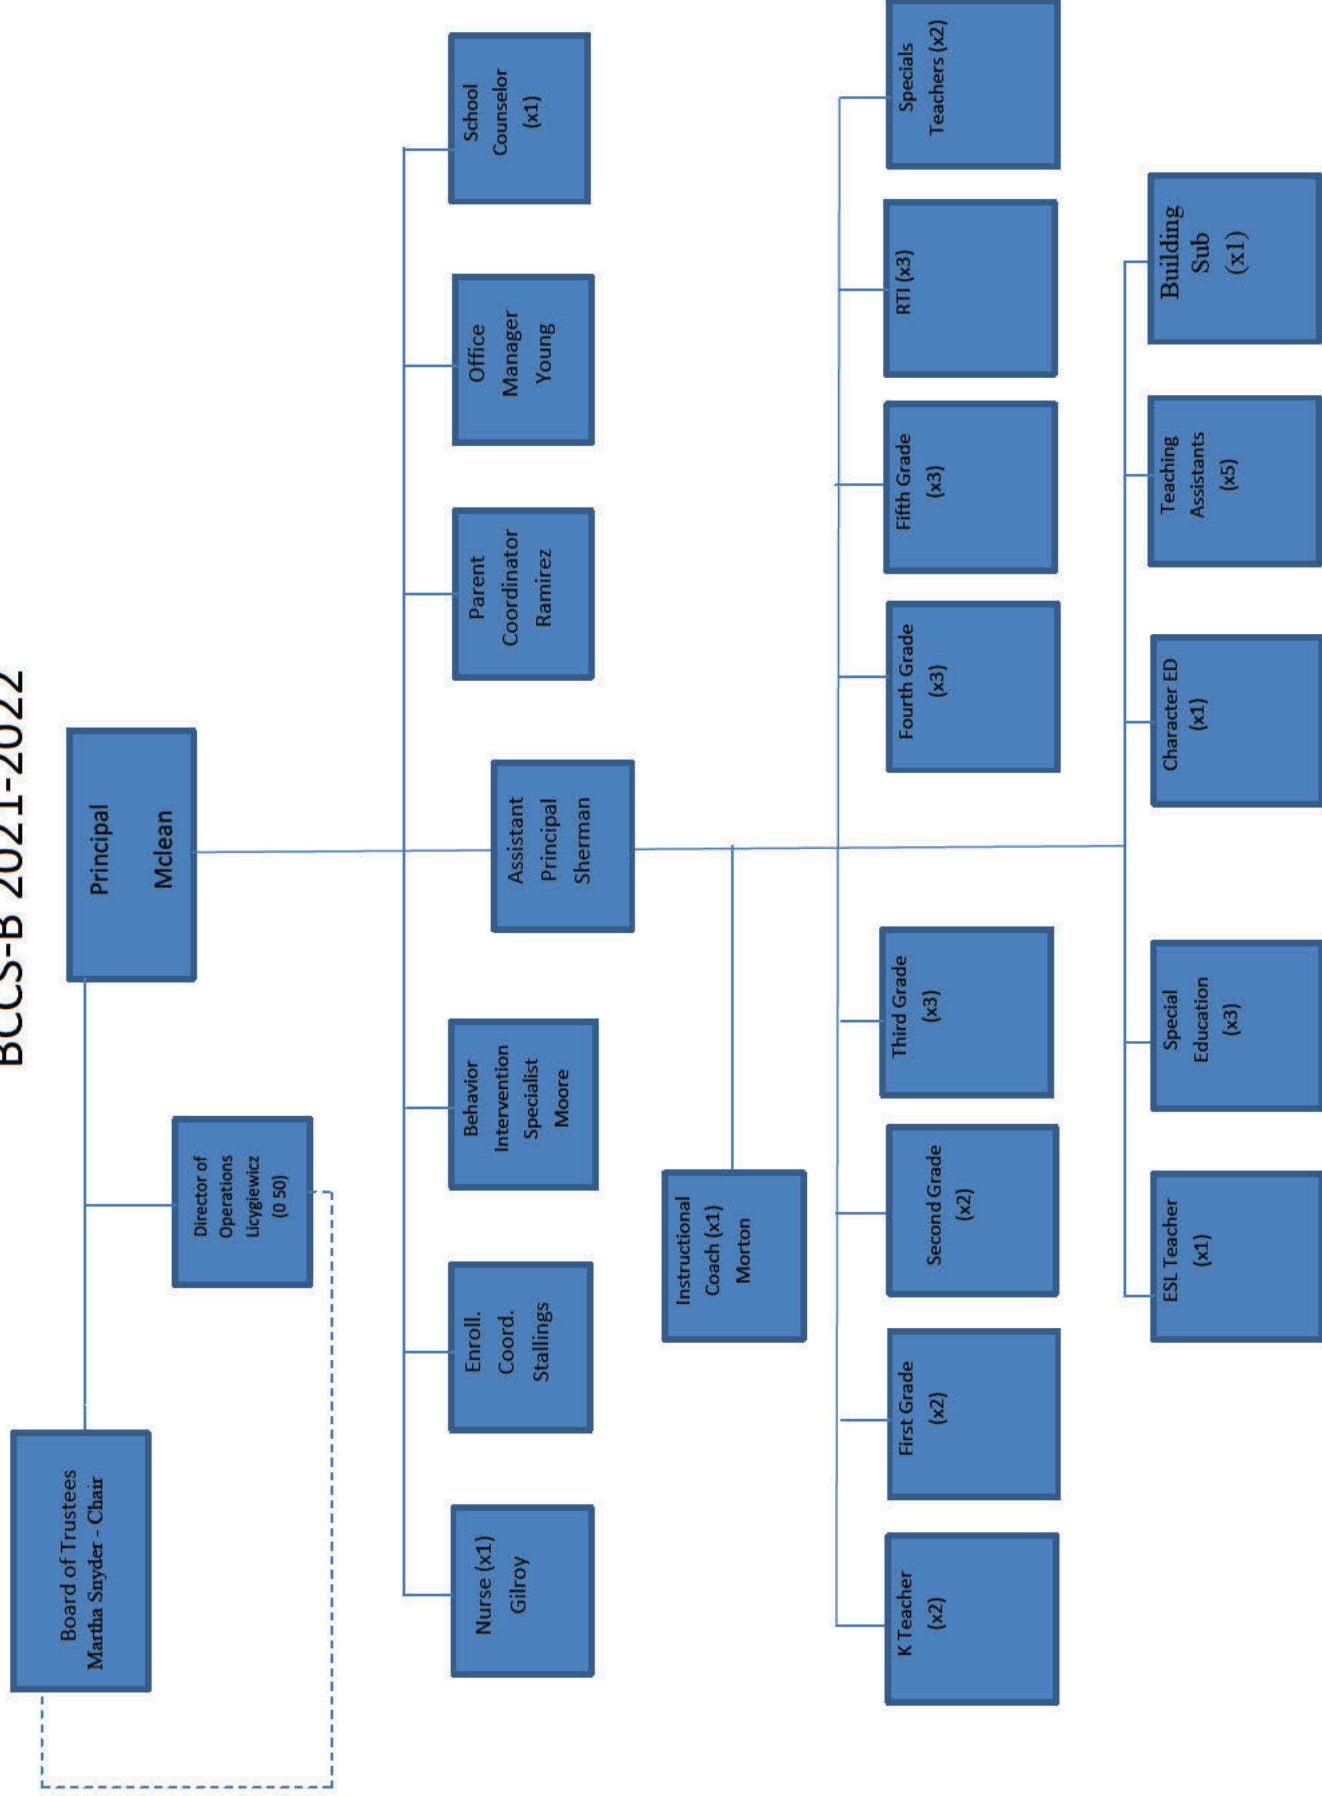 BCCS-B 2021-2022
Board of Trustees
Martha Snyder - Chair
Principal
Mclean
Director of
Operations
Licygiewicz
(0 50)
Nurse (x1)
Gilroy
Enroll.
Coord.
Stallings
Behavior
Intervention
Specialist
Moore
Assistant
Principal
Sherman
Parent
Coordinator
Ramirez
Office
Manager
Young
School
Counselor
(x1)
Instructional
Coach (x1)
Morton
K Teacher
(x2)
First Grade
(x2)
Second Grade
(x2)
Third Grade
(x3)
Fourth Grade
(x3)
Fifth Grade
(x3)
RTI (x3)
Specials
Teachers (x2)
ESL Teacher
(x1)
Special
Education
(x3)
Character ED
(x1)
Teaching
Assistants
(x5)
Building
Sub
(x1)